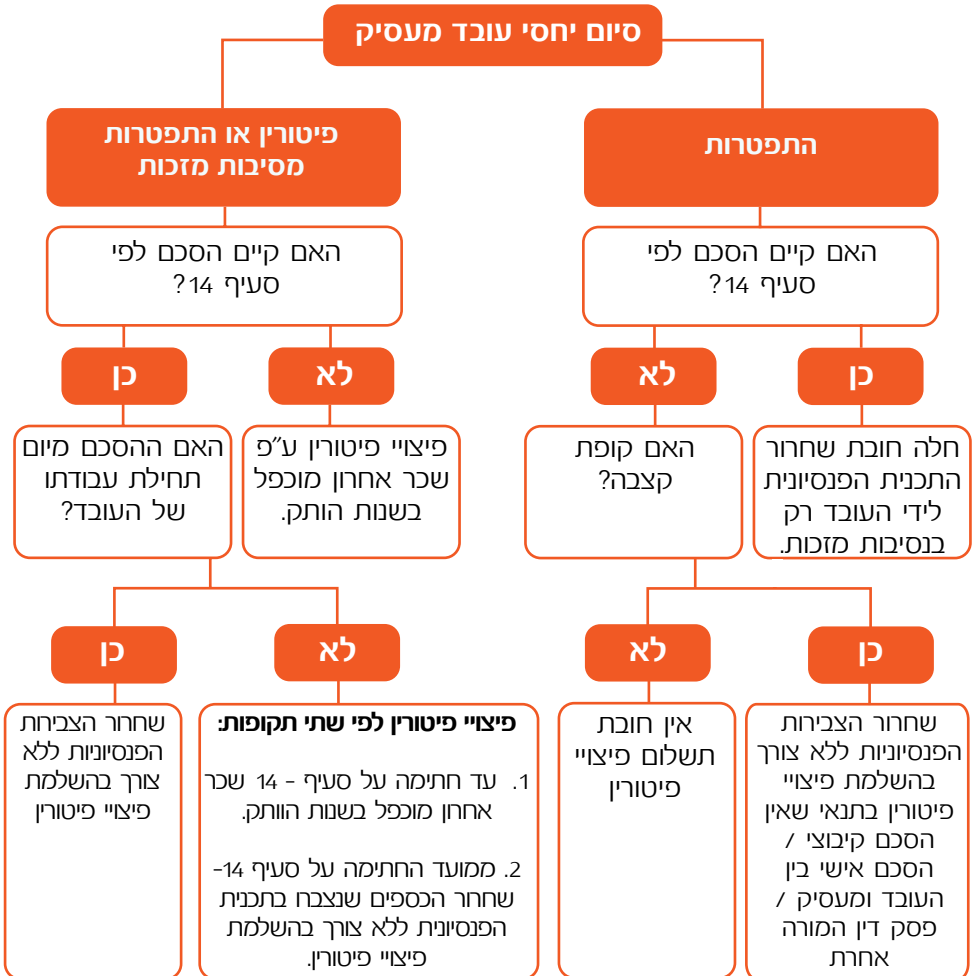 סיום יחסי עובד מעסיק
התפטרות
האם קיים הסכם לפי
סעיף 14?
כן
חלה חובת שחרור
התכנית הפנסיונית
לידי העובד רק
בנסיבות מזכות.
לא
האם קופת
קצבה?
כן
שחרור הצבירות
הפנסיוניות ללא צורך
בהשלמת פיצויי
פיטורין בתנאי שאין
הסכם קיבוצי /
הסכם אישי בין
העובד ומעסיק /
פסק דין המורה
אחרת
לא
אין חובת
תשלום פיצויי
פיטורין
פיטורין או התפטרות
מסיבות מזכות
האם קיים הסכם לפי
סעיף 14?
לא
פיצויי פיטורין ע״פ
שכר אחרון מוכפל
בשנות הותק.
כן
האם ההסכם מיום
תחילת עבודתו
של העובד?
לא
פיצויי פיטורין לפי שתי תקופות:
1. עד חתימה על סעיף - 14 שכר
אחרון מוכפל בשנות הוותק.
2. ממועד החתימה על סעיף 14-
שחרור הכספים שנצברו בתכנית
הפנסיונית ללא צורך בהשלמת
פיצויי פיטורין.
כן
שחרור הצבירות
הפנסיוניות ללא
צורך בהשלמת
פיצויי פיטורין